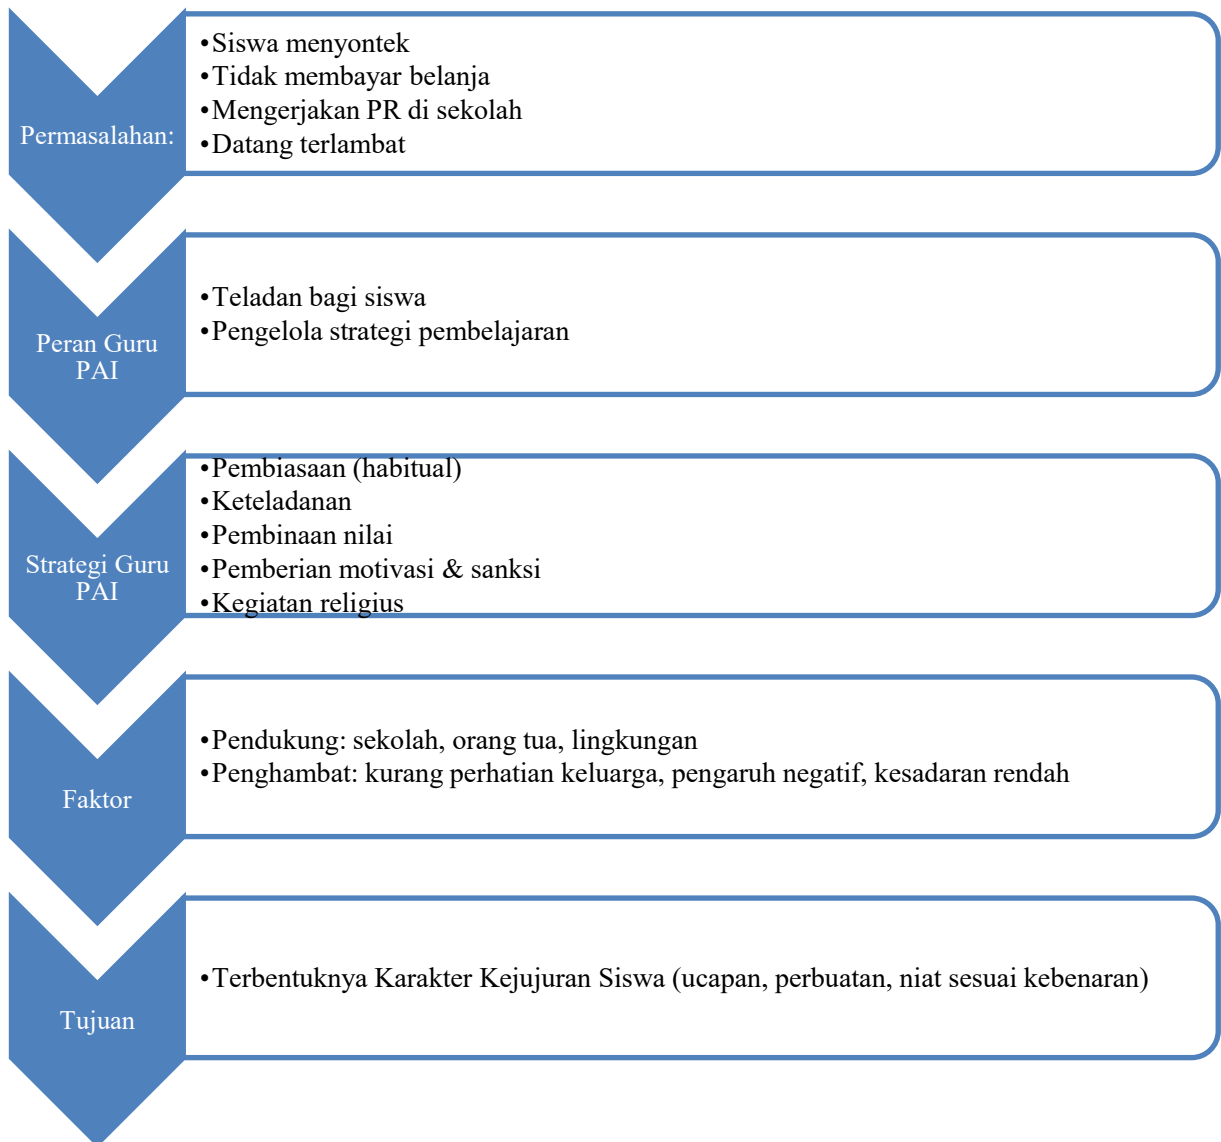 Permasalahan:
•Siswa menyontek
•Tidak membayar belanja
•Mengerjakan PR di sekolah
•Datang terlambat
Peran Guru
PAI
•Teladan bagi siswa
•Pengelola strategi pembelajaran
Strategi Guru
PAI
•Pembiasaan (habitual)
•Keteladanan
•Pembinaan nilai
•Pemberian motivasi & sanksi
•Kegiatan religius
Faktor
•Pendukung: sekolah, orang tua, lingkungan
•Penghambat: kurang perhatian keluarga, pengaruh negatif, kesadaran rendah
Tujuan
•Terbentuknya Karakter Kejujuran Siswa (ucapan, perbuatan, niat sesuai kebenaran)